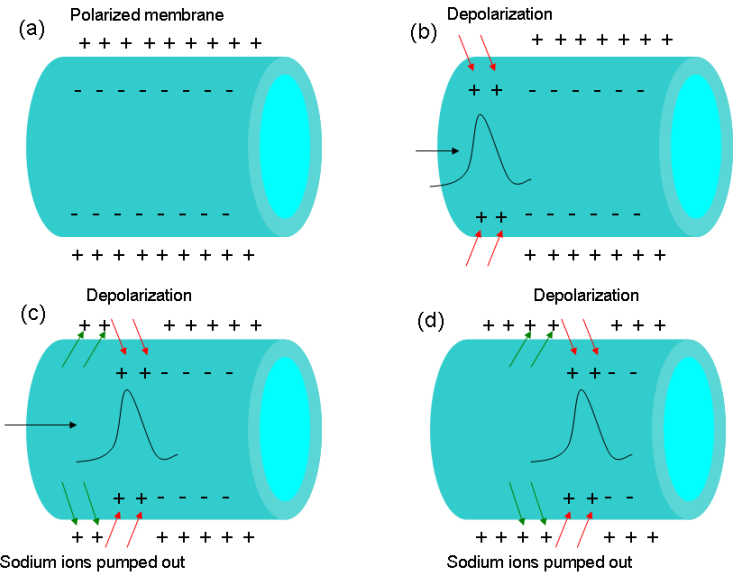 (a)
Polarized membrane
(b)
Depolarization
(c)
Depolarization
Sodium ions pumped out
(d)
Depolarization
Sodium ions pumped out